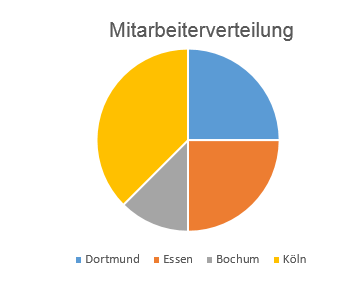 Mitarbeiterverteilung
Dortmund Essen Bochum Köln